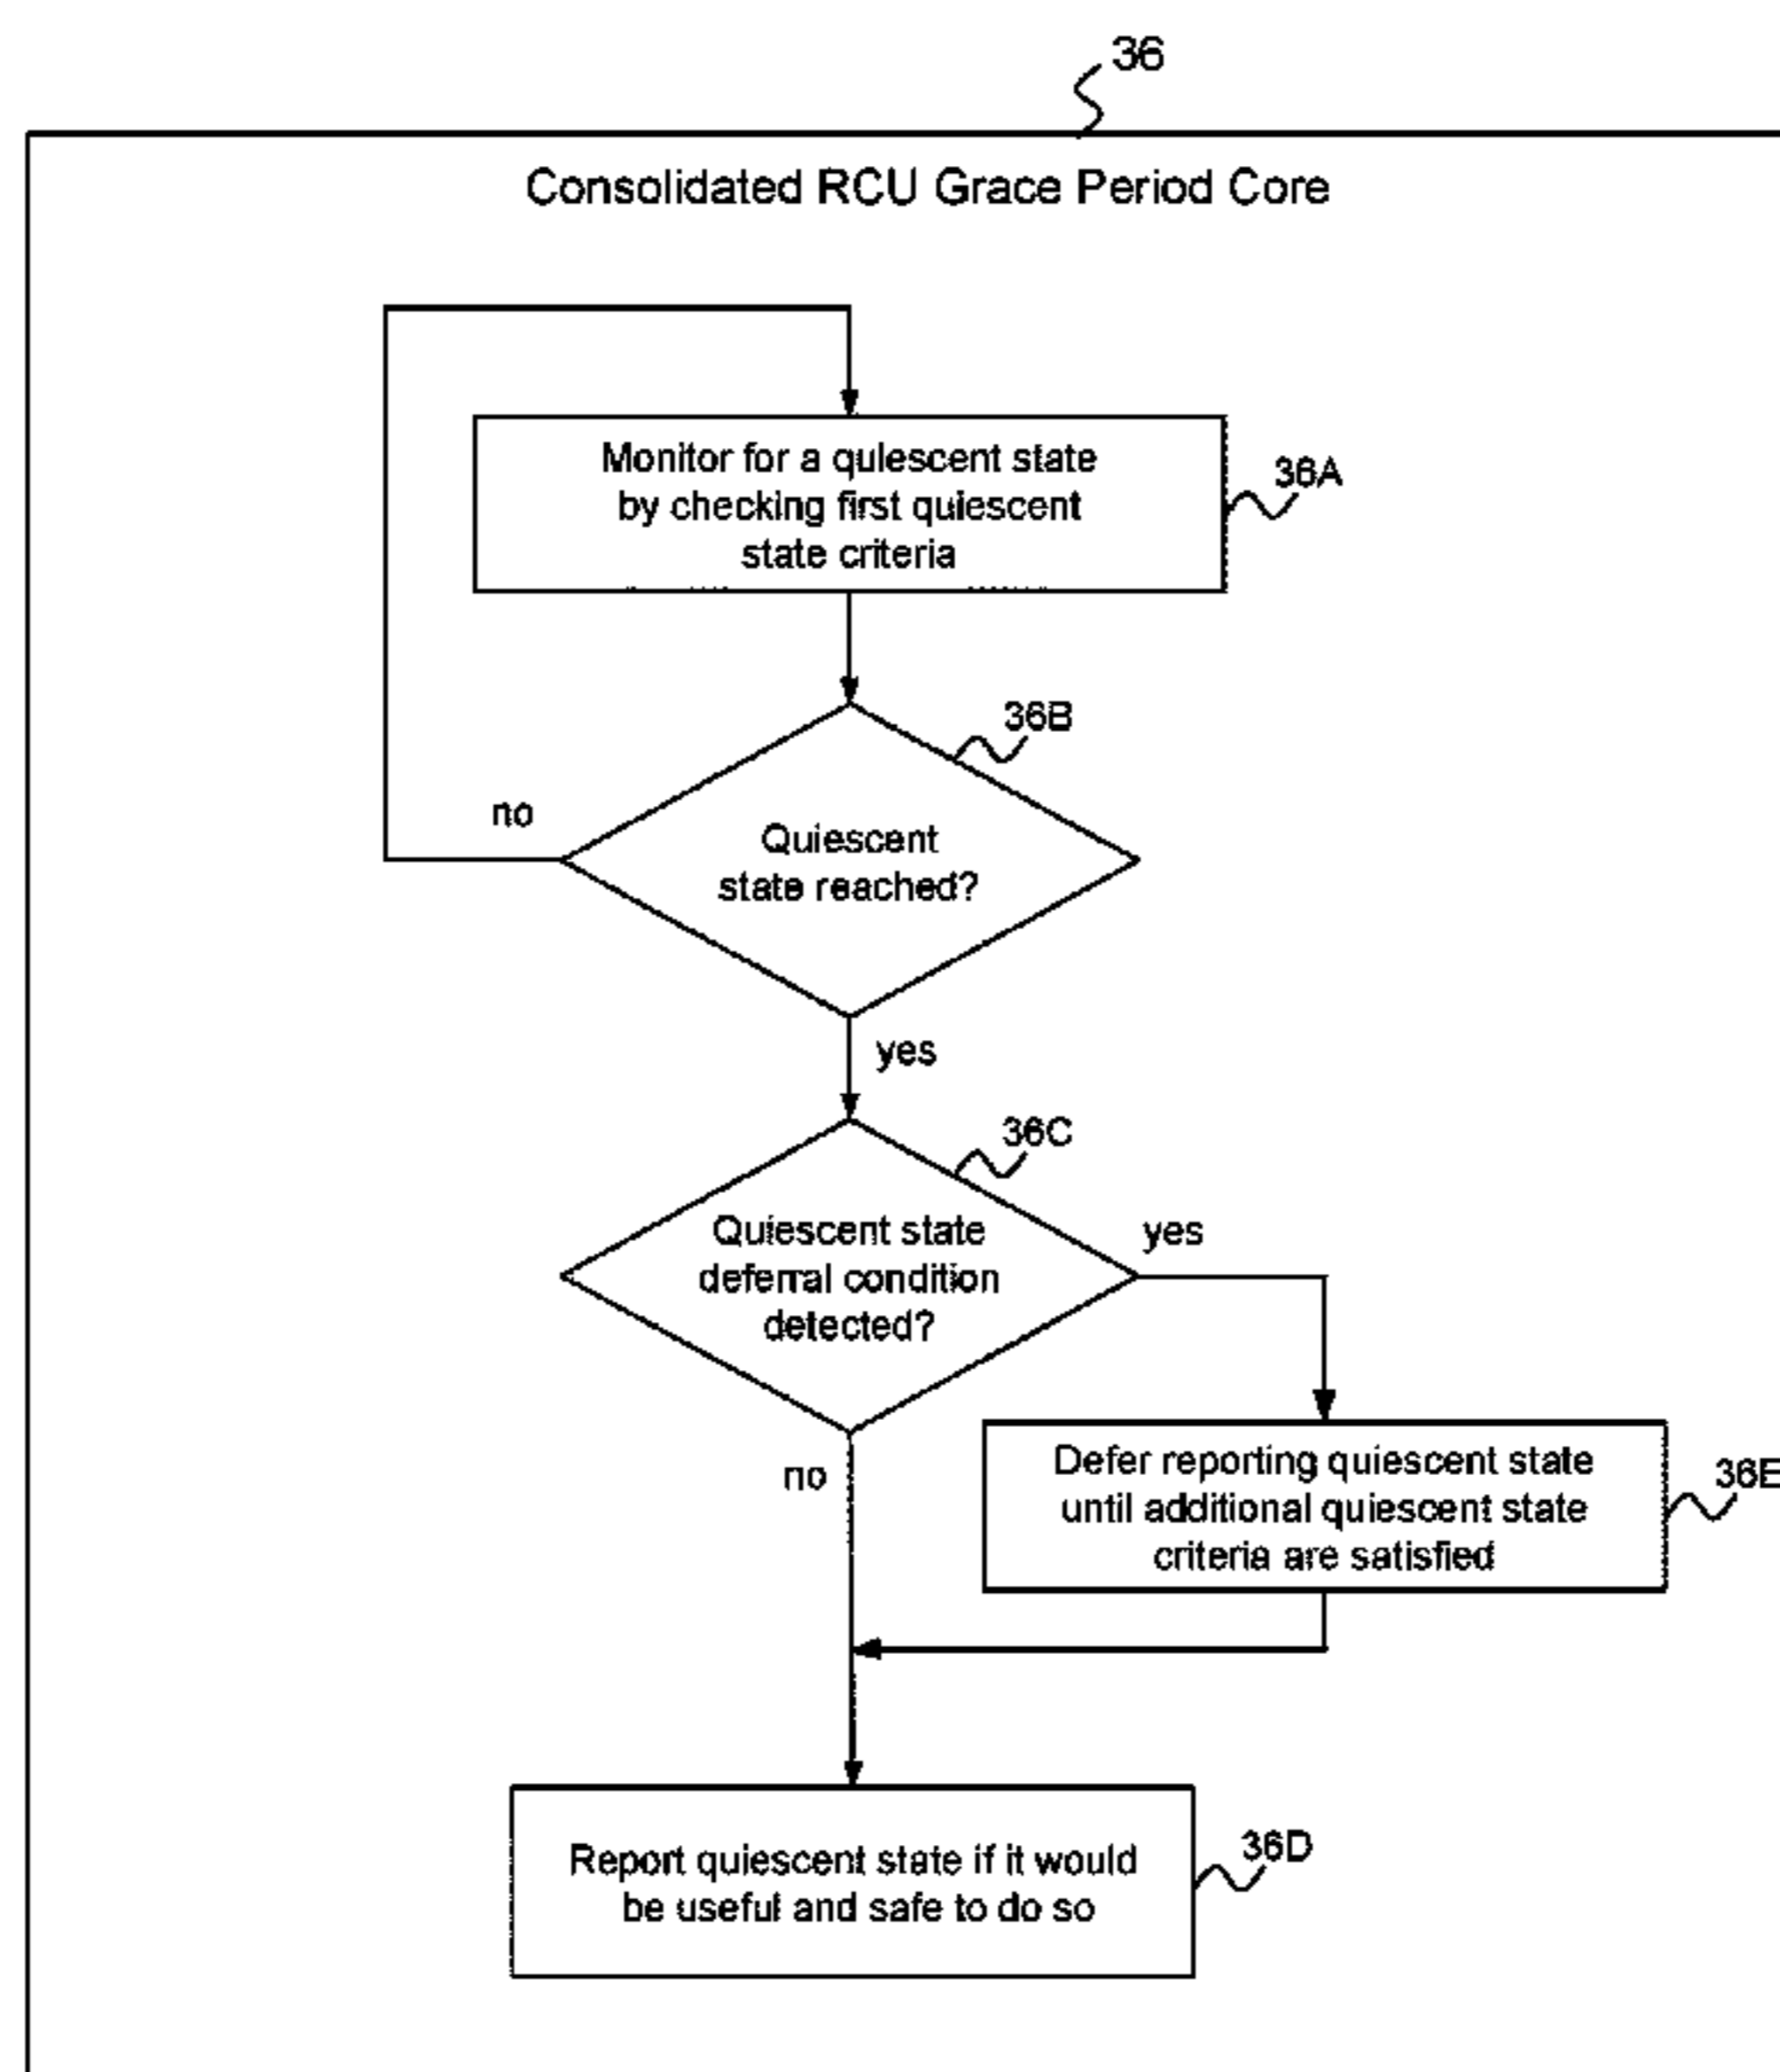 36
Consolidated RCU Grace Period Core
Monitor for a quiescent state
by checking first quiescent
state criteria
36A
36B
no
Quiescent
state reached?
yes
36C
Quiescent state
deferral condition
detected?
yes
no
Defer reporting quiescent state
until additional quiescent state
criteria are satisfied
36E
Report quiescent state if it would
be useful and safe to do so
36D